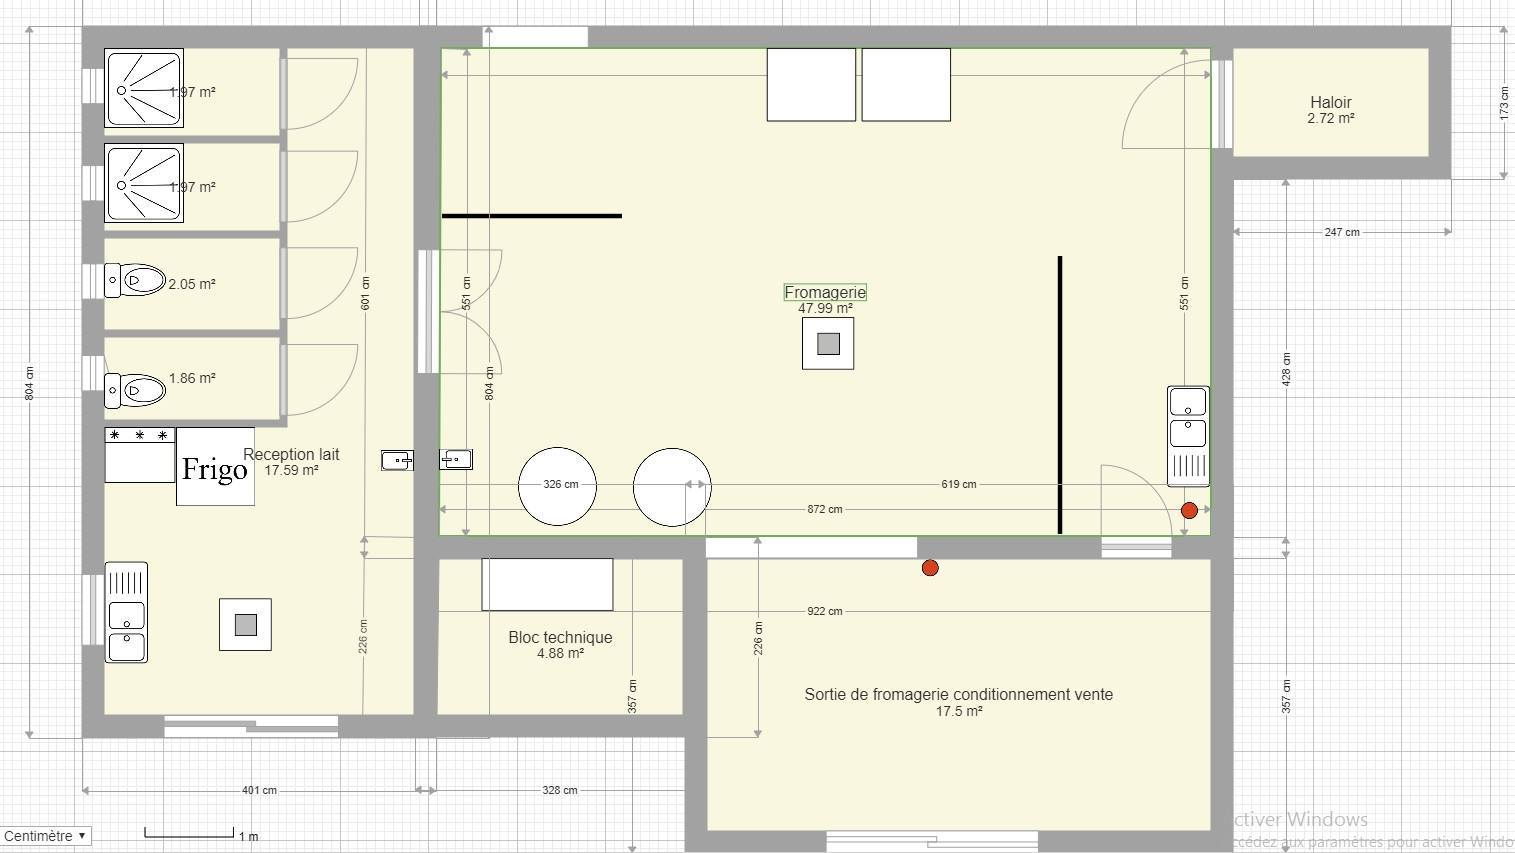 1.97 m²
Haloir
2.72 m²
173 cm
1.97 m²
247 cm
2.05 m²
601 cm
551 cm
Fromagerie
47.99 m²
551 cm
804 cm
1.86 m²
804 cm
428 cm
Frigo
Reception lait
17.59 m²
326 cm
619 cm
872 cm
922 cm
226 cm
Bloc technique
4.88 m²
226 cm
357 cm
Sortie de fromagerie conditionnement vente
17.5 m²
357 cm
401 cm
328 cm
Centimètre
1 m
ctiver Windows
ccédez aux paramètres pour activer Windo